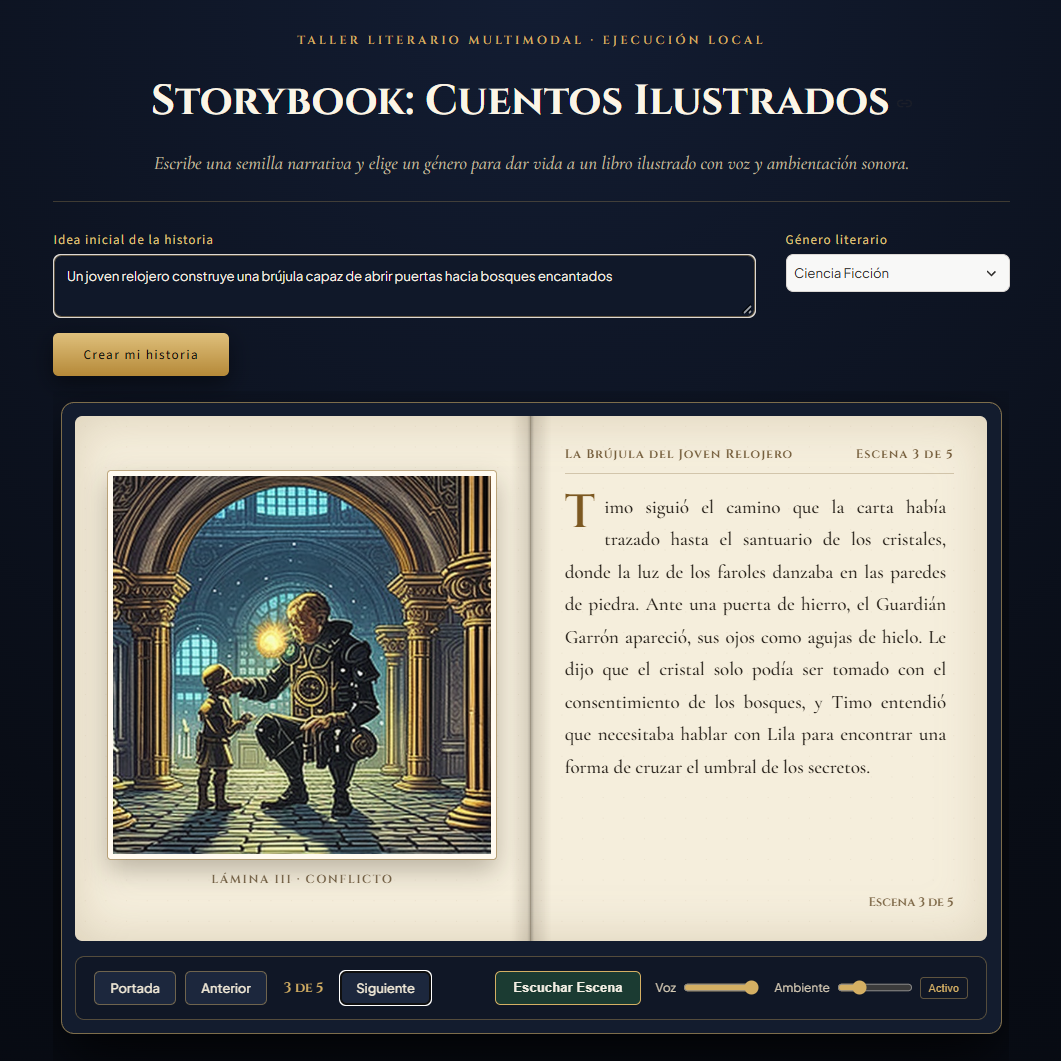 TALLER LITERARIO MULTIMODAL · EJECUCIÓN LOCAL
STORYBOOK: CUENTOS ILUSTRADOS
Escribe una semilla narrativa y elige un género para dar vida a un libro ilustrado con voz y ambientación sonora.
Idea inicial de la historia
Género literario
Un joven relojero construye una brújula capaz de abrir puertas hacia bosques encantados
Ciencia Ficción
Crear mi historia
LA BRÚJULA DEL JOVEN RELOJERO
ESCENA 3 DE 5
Timo siguió el camino que la carta había
trazado hasta el santuario de los cristales,
donde la luz de los faroles danzaba en las paredes
de piedra. Ante una puerta de hierro, el Guardián
Garrón apareció, sus ojos como agujas de hielo. Le
dijo que el cristal solo podía ser tomado con el
consentimiento de los bosques, y Timo entendió
que necesitaba hablar con Lila para encontrar una
forma de cruzar el umbral de los secretos.
LÁMINA III · CONFLICTO
ESCENA 3 DE 5
Portada
Anterior
3 DE 5
Siguiente
Escuchar Escena
Voz
Ambiente
Activo